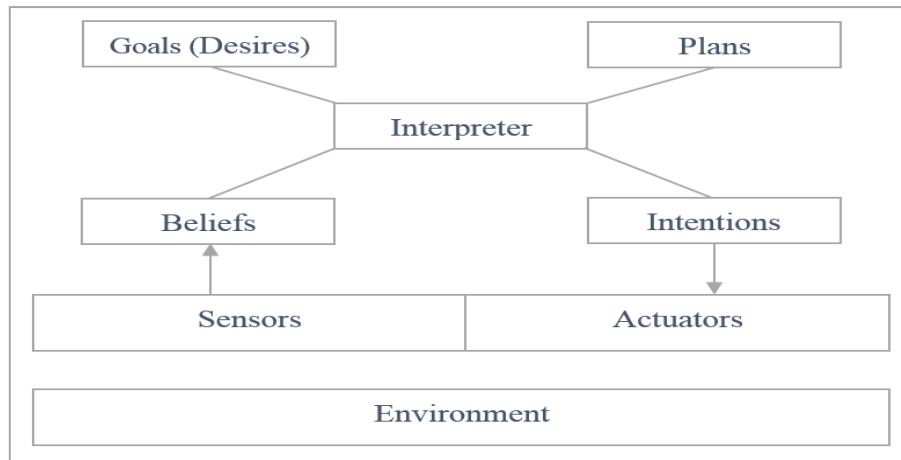 Goals (Desires)
Plans
Interpreter
Beliefs
Intentions
Sensors
Actuators
Environment